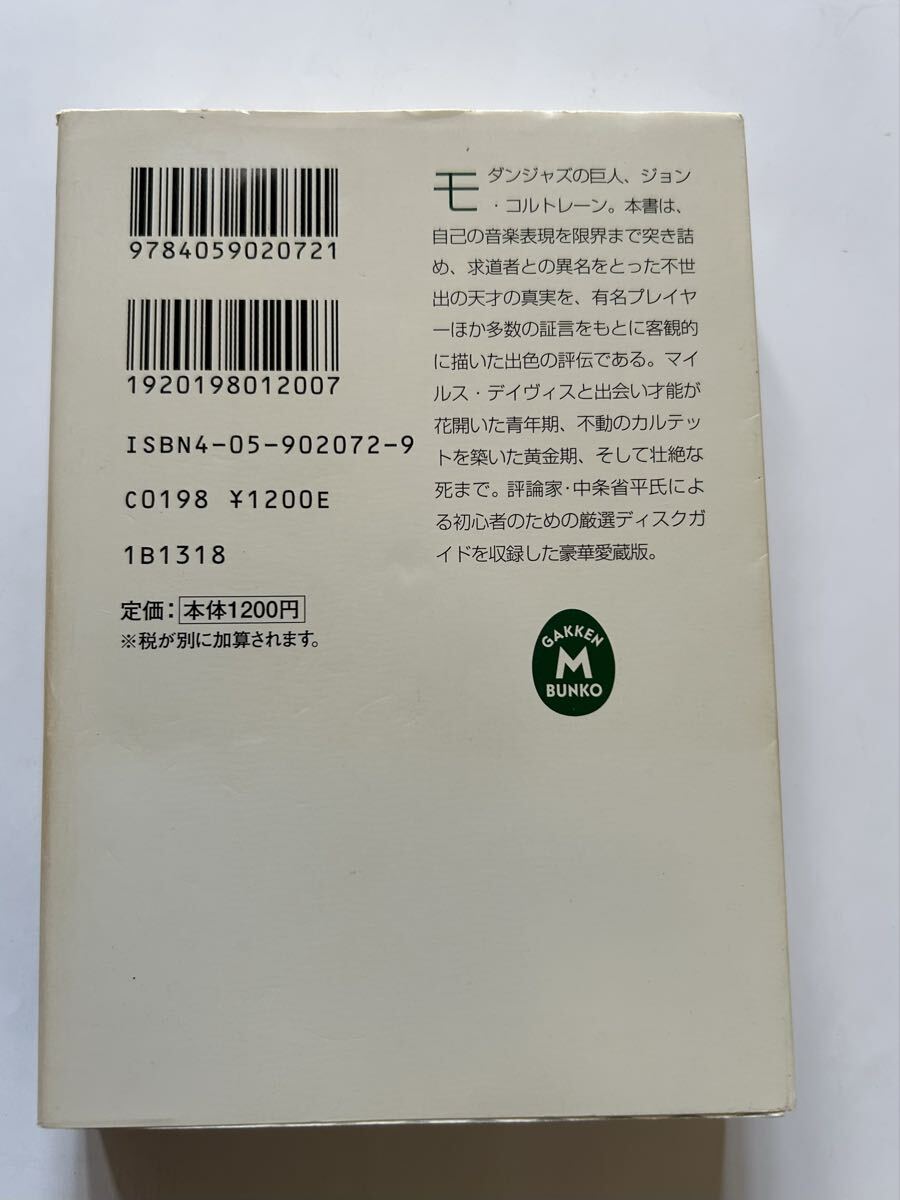 9784059020721
1920198012007
ISBN4-05-902072-9
C0198 ¥1200E
1B1318
定価：本体1200円
※税が別に加算されます。
モダンジャズの巨人、ジョン
・コルトレーン。本書は、
自己の音楽表現を限界まで突き詰
め、求道者との異名をとった不世
出の天才の真実を、有名プレイヤ
ーほか多数の証言をもとに客観的
に描いた出色の評伝である。マイ
ルス・デイヴィスと出会い才能が
花開いた青年期、不動のカルテッ
トを築いた黄金期、そして壮絶な
死まで。評論家・中条省平氏によ
る初心者のための厳選ディスクガ
イドを収録した豪華愛蔵版。
GAKKEN
M
BUNKO